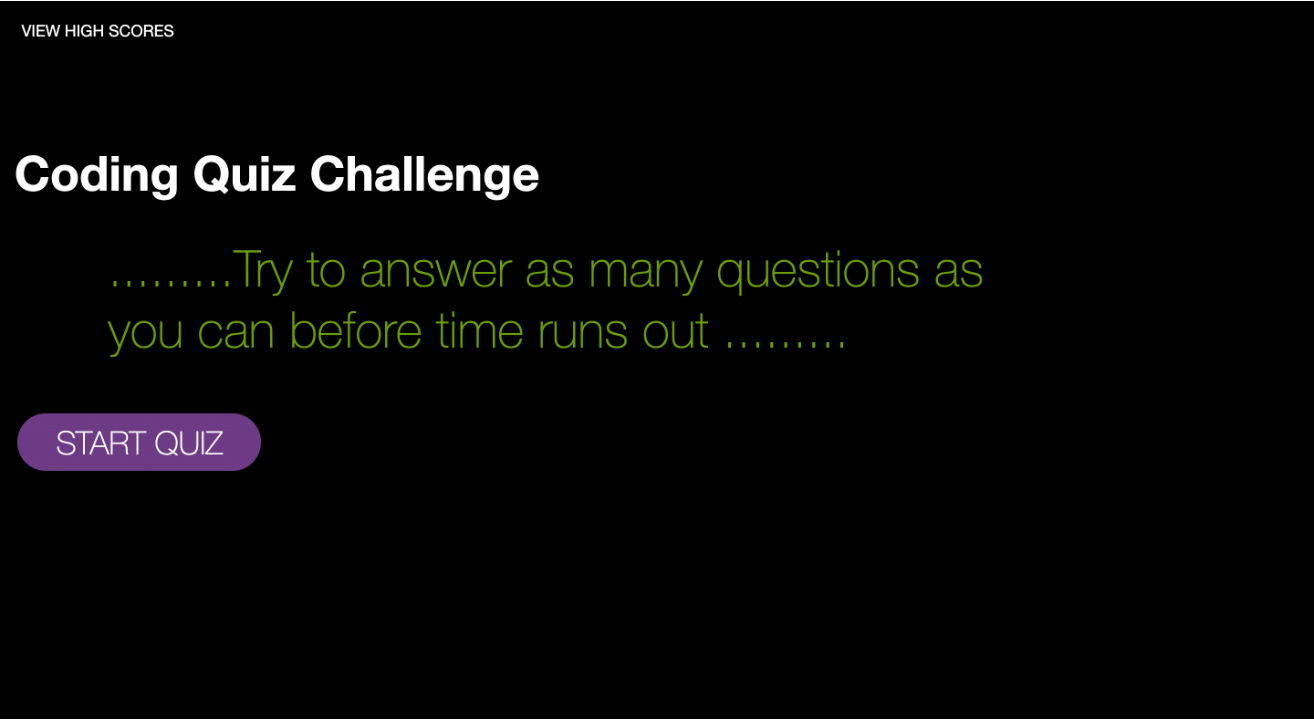 VIEW HIGH SCORES
Coding Quiz Challenge
.........Try to answer as many questions as
you can before time runs out .........
START QUIZ